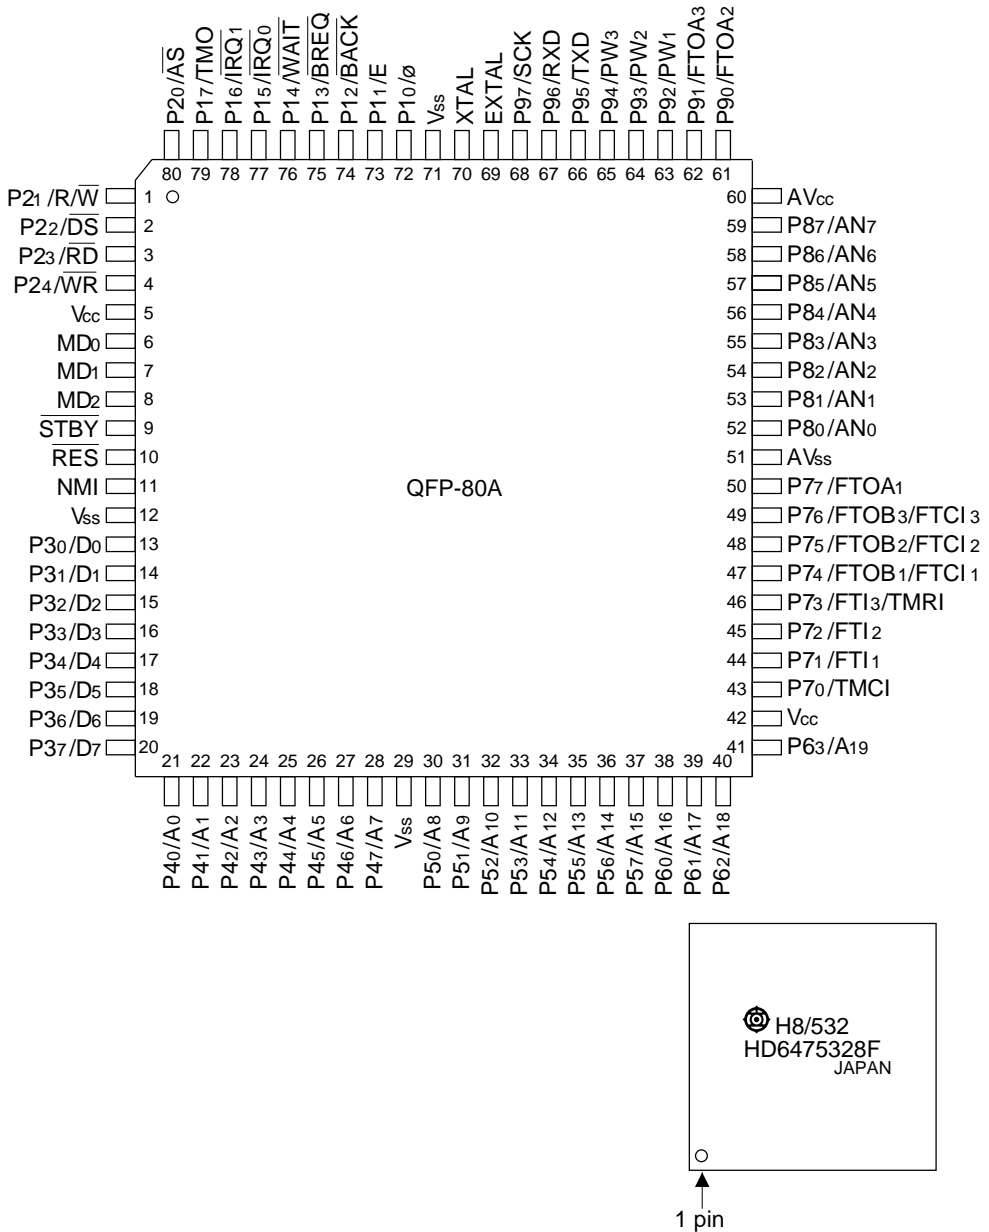 P20/AS
P17/TMO
P16/IRQ1
P15/IRQ0
P14/WAIT
P13/BREQ
P12/BACK
P11/E
P10/ø
Vss
XTAL
EXTAL
P97/SCK
P96/RXD
P95/TXD
P94/PW3
P93/PW2
P92/PW1
P91/FTOA3
P90/FTOA2
80 79 78 77 76 75 74 73 72 71 70 69 68 67 66 65 64 63 62 61
P21/R/W 1
P22/DS 2
P23/RD 3
P24/WR 4
Vcc 5
MD0 6
MD1 7
MD2 8
STBY 9
RES 10
NMI 11
Vss 12
P30/D0 13
P31/D1 14
P32/D2 15
P33/D3 16
P34/D4 17
P35/D5 18
P36/D6 19
P37/D7 20
QFP-80A
60 AVcc
59 P87/AN7
58 P86/AN6
57 P85/AN5
56 P84/AN4
55 P83/AN3
54 P82/AN2
53 P81/AN1
52 P80/AN0
51 AVss
50 P77/FTOA1
49 P76/FTOB3/FTCI3
48 P75/FTOB2/FTCI2
47 P74/FTOB1/FTCI1
46 P73/FTI3/TMRI
45 P72/FTI2
44 P71/FTI1
43 P70/TMCI
42 Vcc
41 P63/A19
21 22 23 24 25 26 27 28 29 30 31 32 33 34 35 36 37 38 39 40
P40/A0
P41/A1
P42/A2
P43/A3
P44/A4
P45/A5
P46/A6
P47/A7
Vss
P50/A8
P51/A9
P52/A10
P53/A11
P54/A12
P55/A13
P56/A14
P57/A15
P60/A16
P61/A17
P62/A18
H8/532
HD6475328F
JAPAN
1 pin